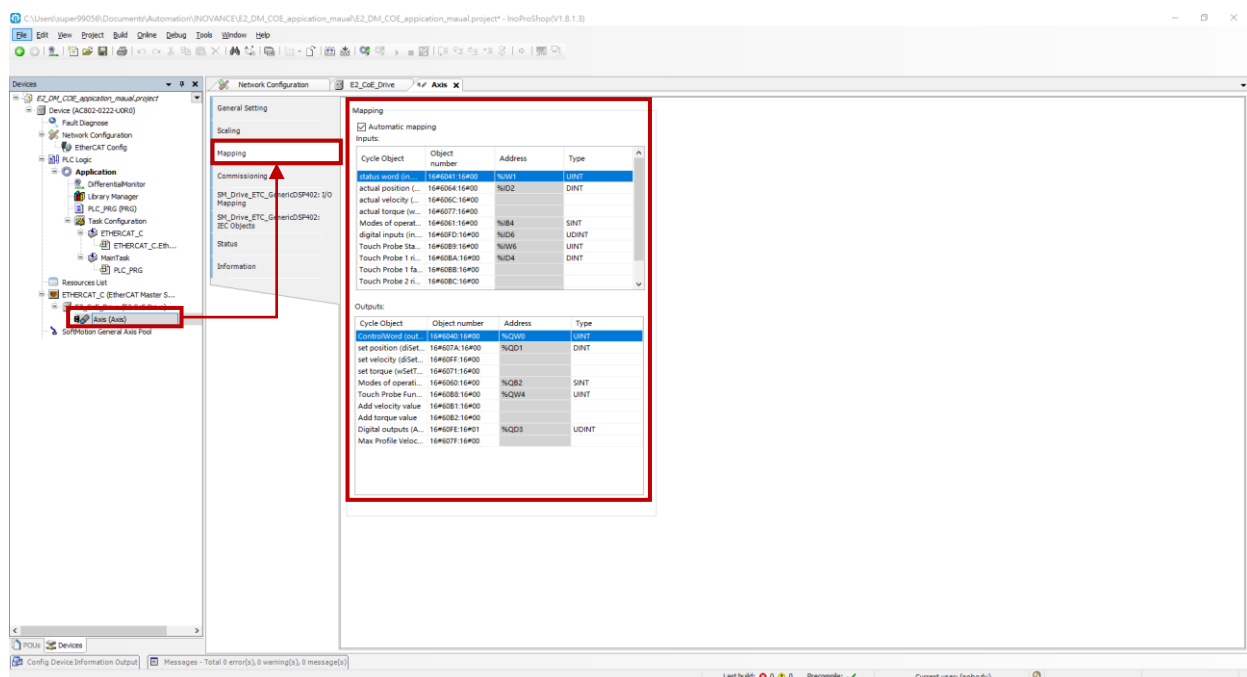 C:\Users\super99056\Documents\Automation\INOVANCE\E2_DM_COE_appication_maual\E2_DM_COE_appication_maual.project* - InoProShop(V1.8.1.3)
File Edit View Project Build Online Debug Tools Window Help
Devices
E2_DM_COE_appication_maual.project
Device (AC802-0222-U0R0)
Fault Diagnose
Network Configuration
EtherCAT Config
PLC Logic
Application
DifferentialMonitor
Library Manager
PLC_PRG (PRG)
Task Configuration
ETHERCAT_C
ETHERCAT_C.Eth...
MainTask
PLC_PRG
Resources List
ETHERCAT_C (EtherCAT Master S...
Axis (Axis)
SoftMotion General Axis Pool
POUs Devices
Network Configuration E2_CoE_Drive Axis X
General Setting
Scaling
Mapping
Commissioning
SM_Drive_ETC_GenericDSP402: I/O
Mapping
SM_Drive_ETC_GenericDSP402:
IEC Objects
Status
Information
Mapping
Automatic mapping
Inputs:
Cycle Object Object number Address Type
status word (in.... 16#6041:16#00 %IW1 UINT
actual position (... 16#6064:16#00 %ID2 DINT
actual velocity (... 16#606C:16#00
actual torque (w... 16#6077:16#00
Modes of operat... 16#6061:16#00 %IB4 SINT
digital inputs (in... 16#60FD:16#00 %ID6 UDINT
Touch Probe Sta... 16#60B9:16#00 %IW6 UINT
Touch Probe 1 ri... 16#60BA:16#00 %ID4 DINT
Touch Probe 1 fa... 16#60BB:16#00
Touch Probe 2 ri... 16#60BC:16#00
Outputs:
Cycle Object Object number Address Type
ControlWord (out... 16#6040:16#00 %QW0 UINT
set position (diSet... 16#607A:16#00 %QD1 DINT
set velocity (diSet... 16#60FF:16#00
set torque (wSetT... 16#6071:16#00
Modes of operati... 16#6060:16#00 %QB2 SINT
Touch Probe Fun... 16#60B8:16#00 %QW4 UINT
Add velocity value 16#60B1:16#00
Add torque value 16#60B2:16#00
Digital outputs (A... 16#60FE:16#01 %QD3 UDINT
Max Profile Veloc... 16#607F:16#00
Config Device Information Output Messages - Total 0 error(s), 0 warning(s), 0 message(s)
Last build: 0 0 Precompile: Current user: (nobody)